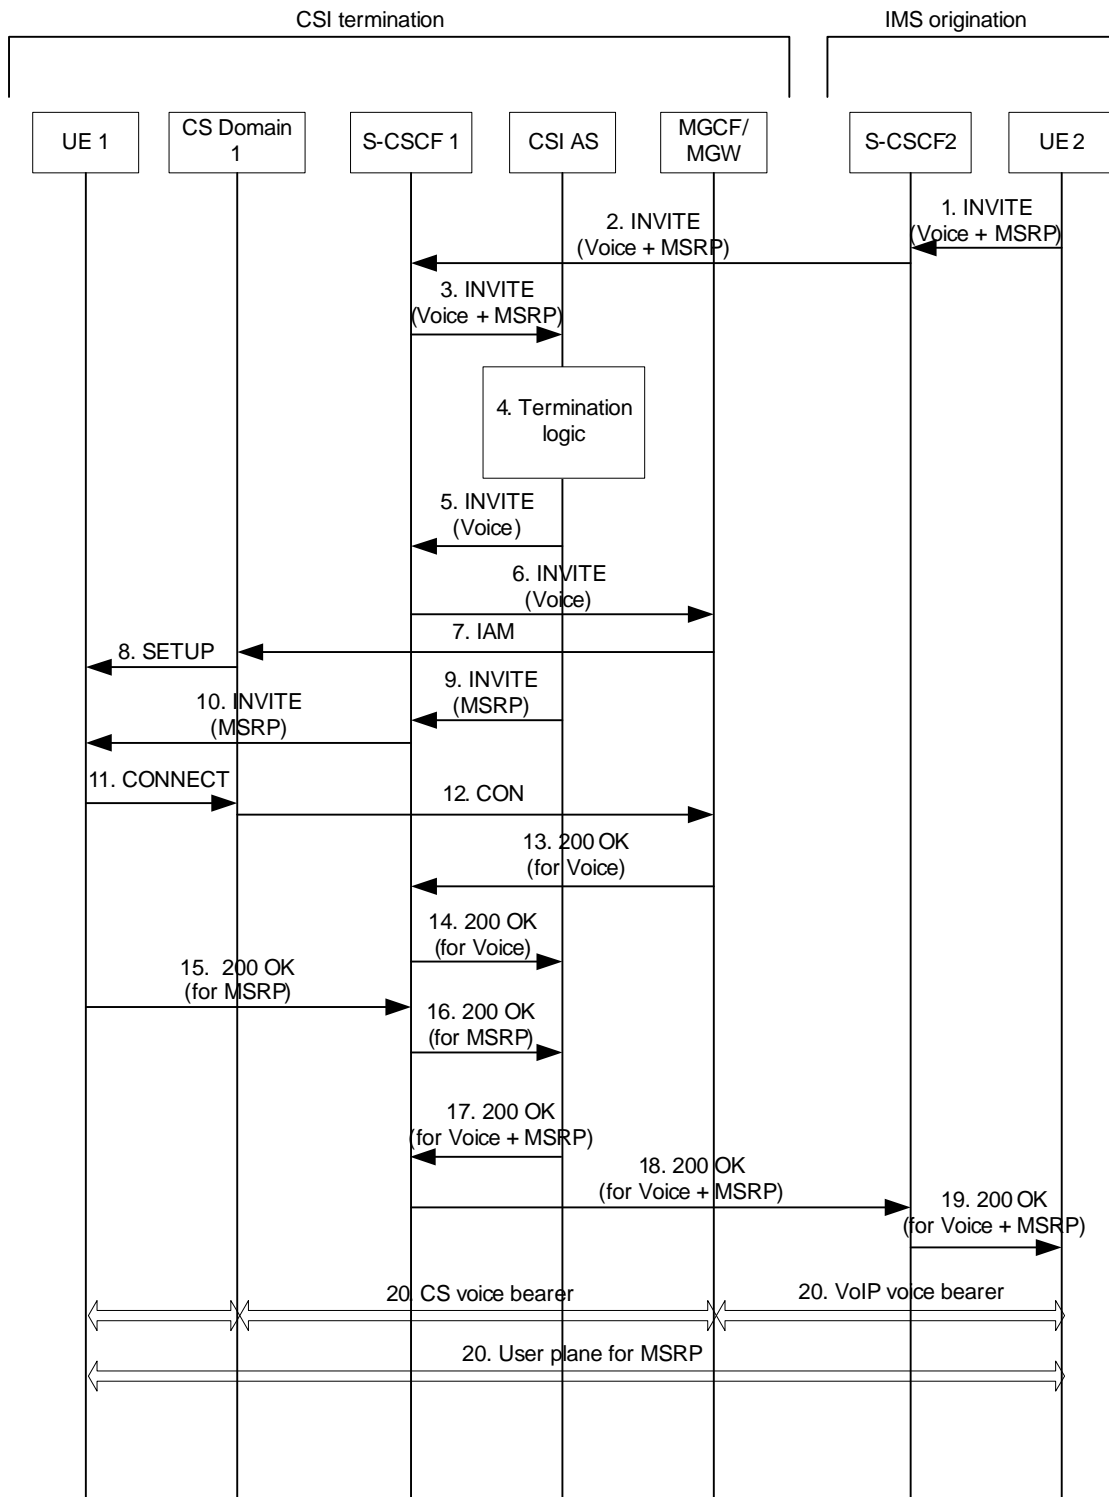 CSI termination
IMS origination
UE 1
CS Domain
1
S-CSCF 1
CSI AS
MGCF/
MGW
S-CSCF2
UE 2
1. INVITE
(Voice + MSRP)
2. INVITE
(Voice + MSRP)
3. INVITE
(Voice + MSRP)
4. Termination
logic
5. INVITE
(Voice)
6. INVITE
(Voice)
7. IAM
8. SETUP
9. INVITE
(MSRP)
10. INVITE
(MSRP)
11. CONNECT
12. CON
13. 200 OK
(for Voice)
14. 200 OK
(for Voice)
15. 200 OK
(for MSRP)
16. 200 OK
(for MSRP)
17. 200 OK
(for Voice + MSRP)
18. 200 OK
(for Voice + MSRP)
19. 200 OK
(for Voice + MSRP)
20. CS voice bearer
20. VoIP voice bearer
20. User plane for MSRP